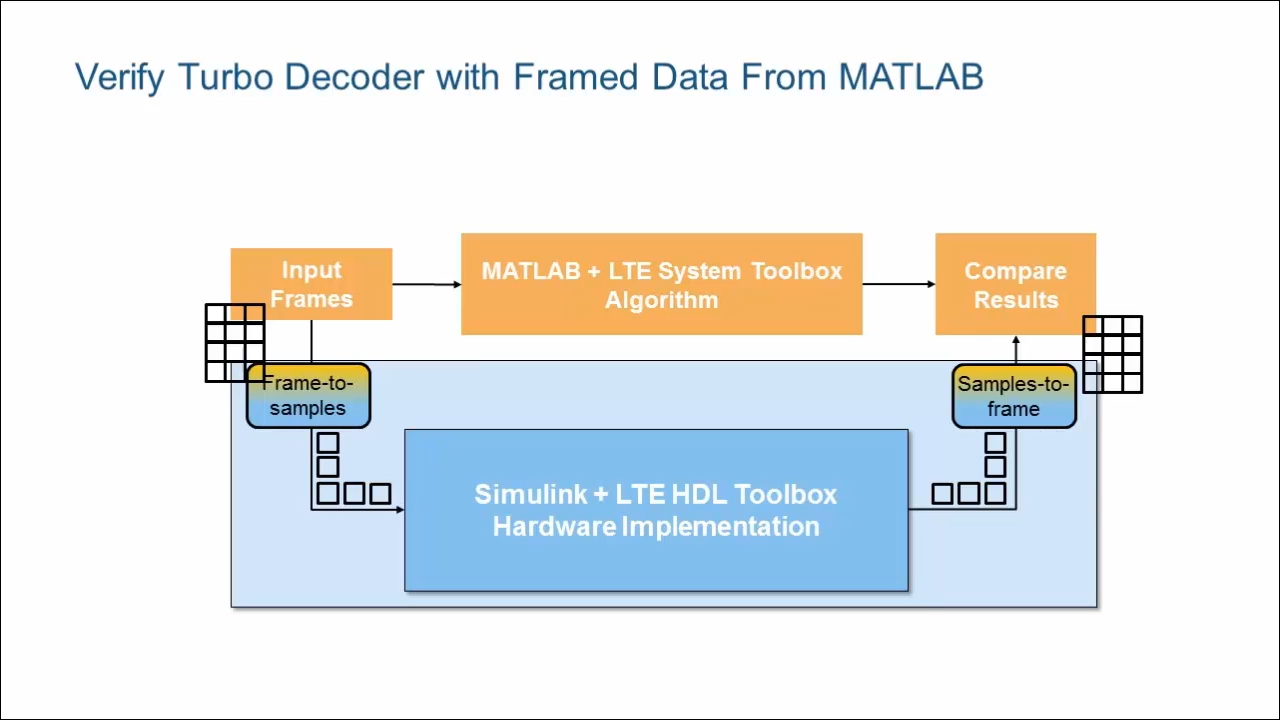 Verify Turbo Decoder with Framed Data From MATLAB
Input
Frames
MATLAB + LTE System Toolbox
Algorithm
Compare
Results
Frame-to-
samples
Samples-to-
frame
Simulink + LTE HDL Toolbox
Hardware Implementation